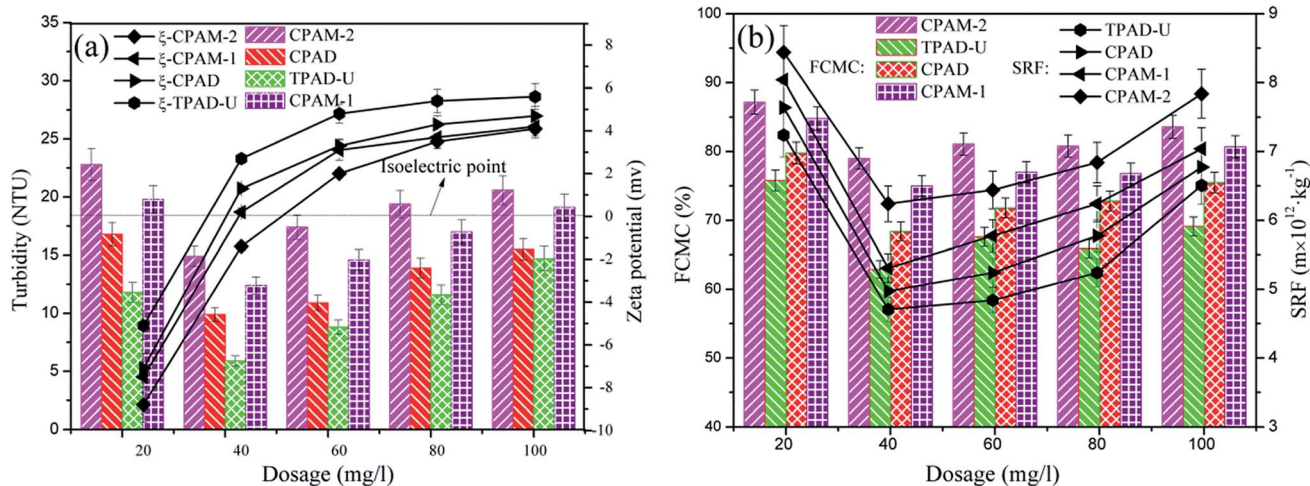 (a)
ξ-CPAM-2
ξ-CPAM-1
ξ-CPAD
ξ-TPAD-U
CPAM-2
CPAD
TPAD-U
CPAM-1
Isoelectric point
Turbidity (NTU)
35
30
25
20
15
10
5
0
Zeta potential (mv)
9
8
6
4
2
0
-2
-4
-6
-8
-10
20 40 60 80 100
Dosage (mg/l)
(b)
FCMC:
CPAM-2
TPAD-U
CPAD
CPAM-1
SRF:
TPAD-U
CPAD
CPAM-1
CPAM-2
FCMC (%)
100
90
80
70
60
50
40
SRF (m×10¹²·kg⁻¹)
9
8
7
6
5
4
3
20 40 60 80 100
Dosage (mg/l)